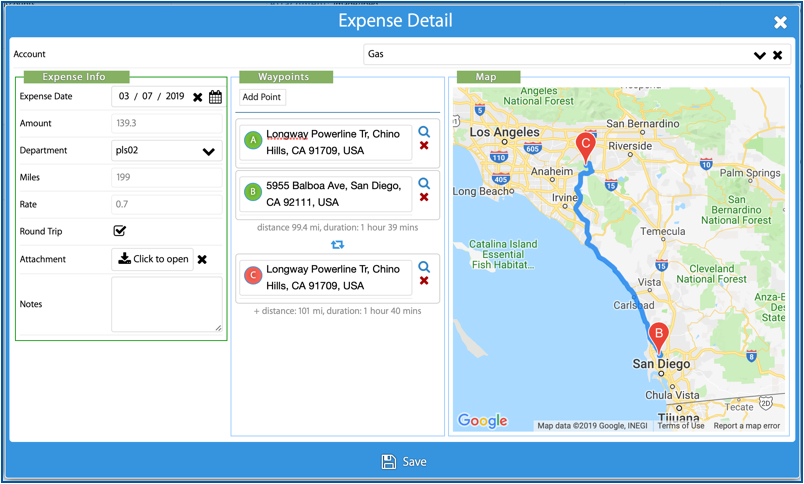 Expense Detail
Account
Gas
Expense Info
Expense Date
03 / 07 / 2019
Amount
139.3
Department
pls02
Miles
199
Rate
0.7
Round Trip
Attachment
Click to open
Notes
Waypoints
Add Point
A
Longway Powerline Tr, Chino
Hills, CA 91709, USA
B
5955 Balboa Ave, San Diego,
CA 92111, USA
distance 99.4 mi, duration: 1 hour 39 mins
C
Longway Powerline Tr, Chino
Hills, CA 91709, USA
+ distance: 101 mi, duration: 1 hour 40 mins
Map
Angeles
National Forest
5
San Bernardino
Los Angeles
C
Riverside
605
110
10
Anaheim
15
Palm Springs
405
Long Beach
Irvine
San
Bernardino
National Forest
Temecula
Catalina Island
Essential
Fish Habitat...
15
Cleveland
National Forest
Vista
Carlsbad
Anza-
De
State
B
8
San Diego
Chula Vista
Tecate
2D
Tijuana
Google
Map data ©2019 Google, INEGI
Terms of Use
Report a map error
Save